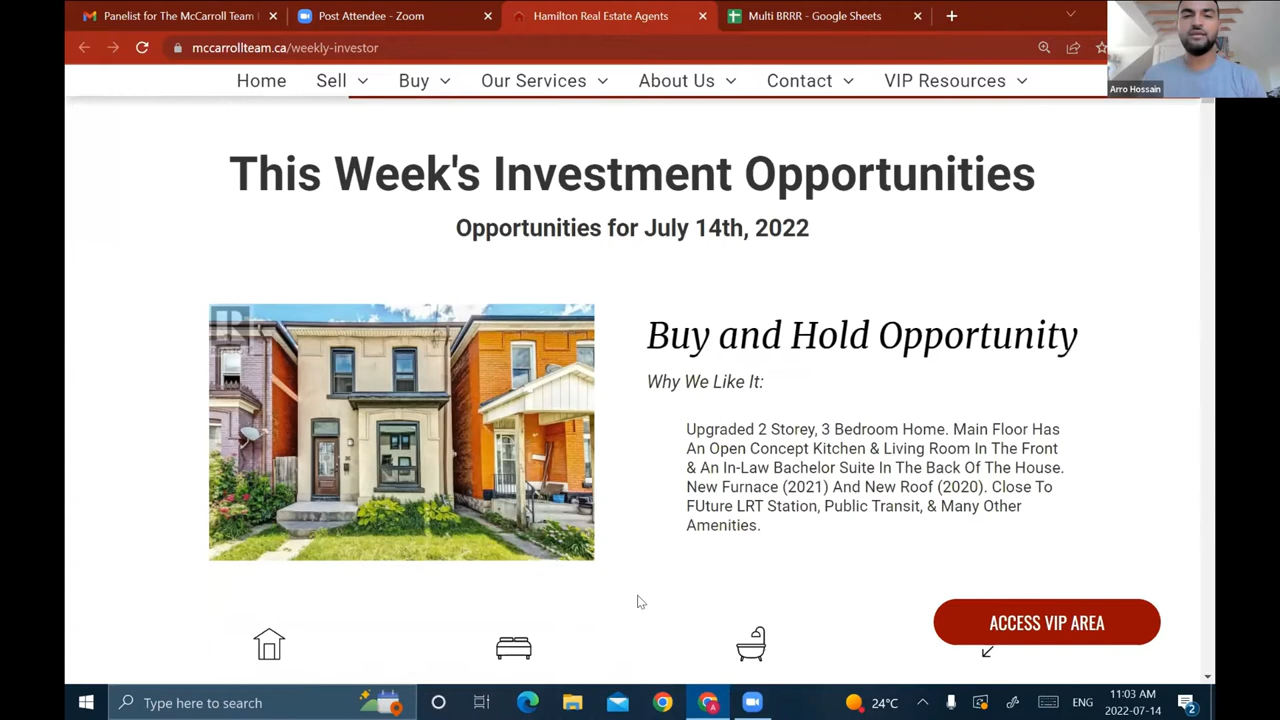 Panelist for The McCarroll Team
Post Attendee - Zoom
Hamilton Real Estate Agents
Multi BRRR - Google Sheets
mccarrollteam.ca/weekly-investor
Home
Sell
Buy
Our Services
About Us
Contact
VIP Resources
Arro Hossain
This Week's Investment Opportunities
Opportunities for July 14th, 2022
R
Buy and Hold Opportunity
Why We Like It:
Upgraded 2 Storey, 3 Bedroom Home. Main Floor Has
An Open Concept Kitchen & Living Room In The Front
& An In-Law Bachelor Suite In The Back Of The House.
New Furnace (2021) And New Roof (2020). Close To
FUture LRT Station, Public Transit, & Many Other
Amenities.
ACCESS VIP AREA
Type here to search
24°C
ENG
11:03 AM
2022-07-14
2